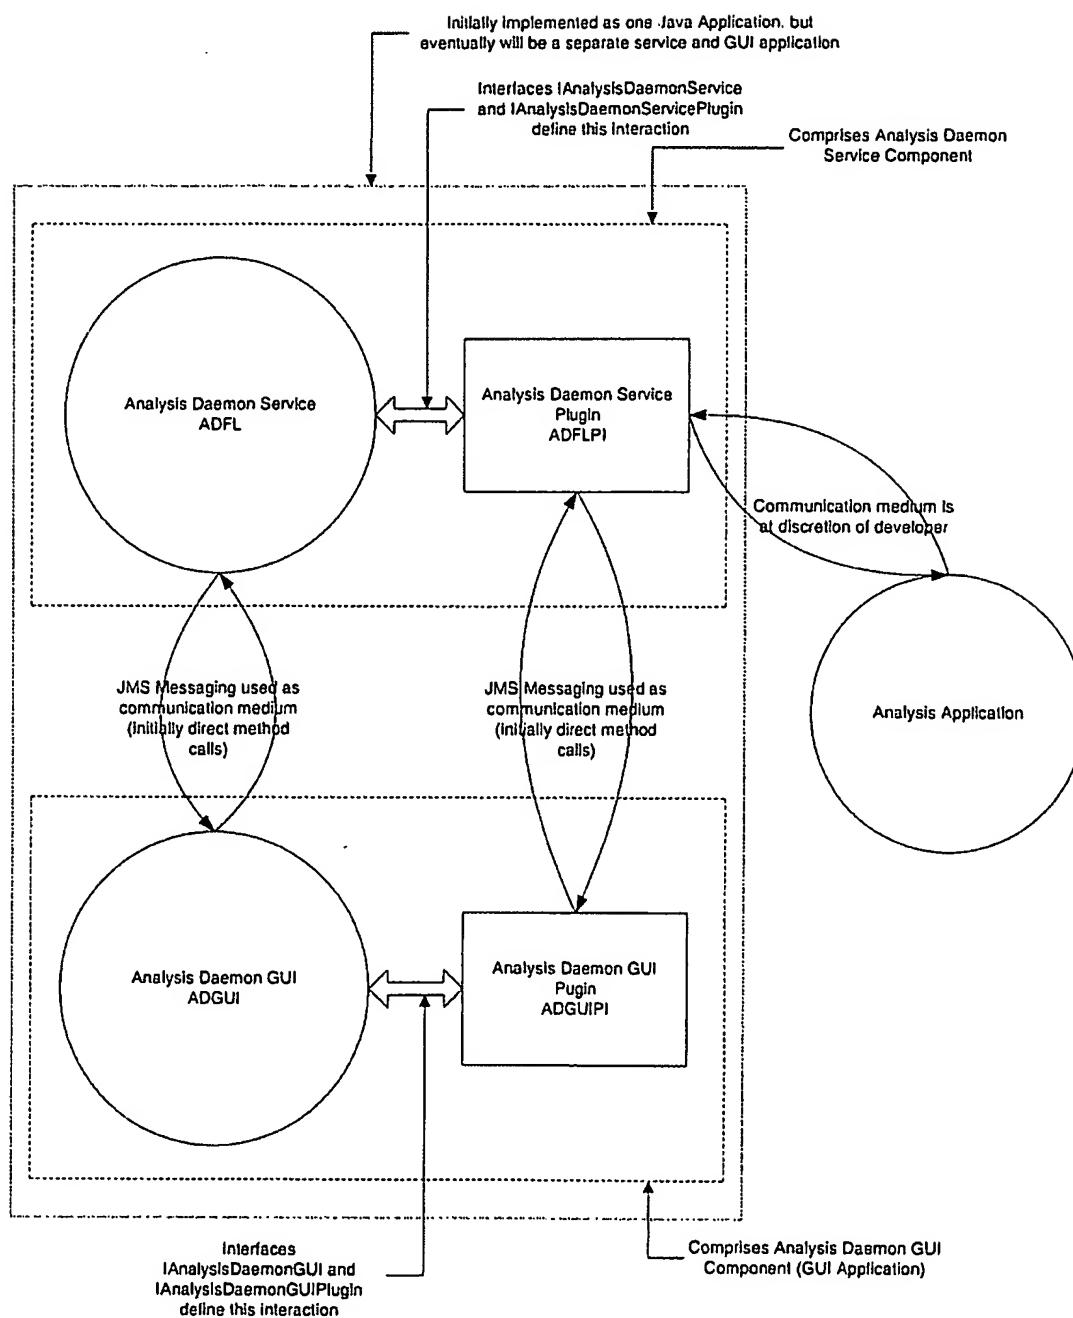 Initially implemented as one Java Application, but
eventually will be a separate service and GUI application
Interfaces IAnalysisDaemonService
and IAnalysisDaemonServicePlugin
define this interaction
Comprises Analysis Daemon
Service Component
Analysis Daemon Service
ADFL
Analysis Daemon Service
Plugin
ADFLPI
Communication medium is
at discretion of developer
JMS Messaging used as
communication medium
(initially direct method
calls)
JMS Messaging used as
communication medium
(initially direct method
calls)
Analysis Application
Analysis Daemon GUI
ADGUI
Analysis Daemon GUI
Pugin
ADGUIPI
Interfaces
IAnalysisDaemonGUI and
IAnalysisDaemonGUIPlugin
define this interaction
Comprises Analysis Daemon GUI
Component (GUI Application)